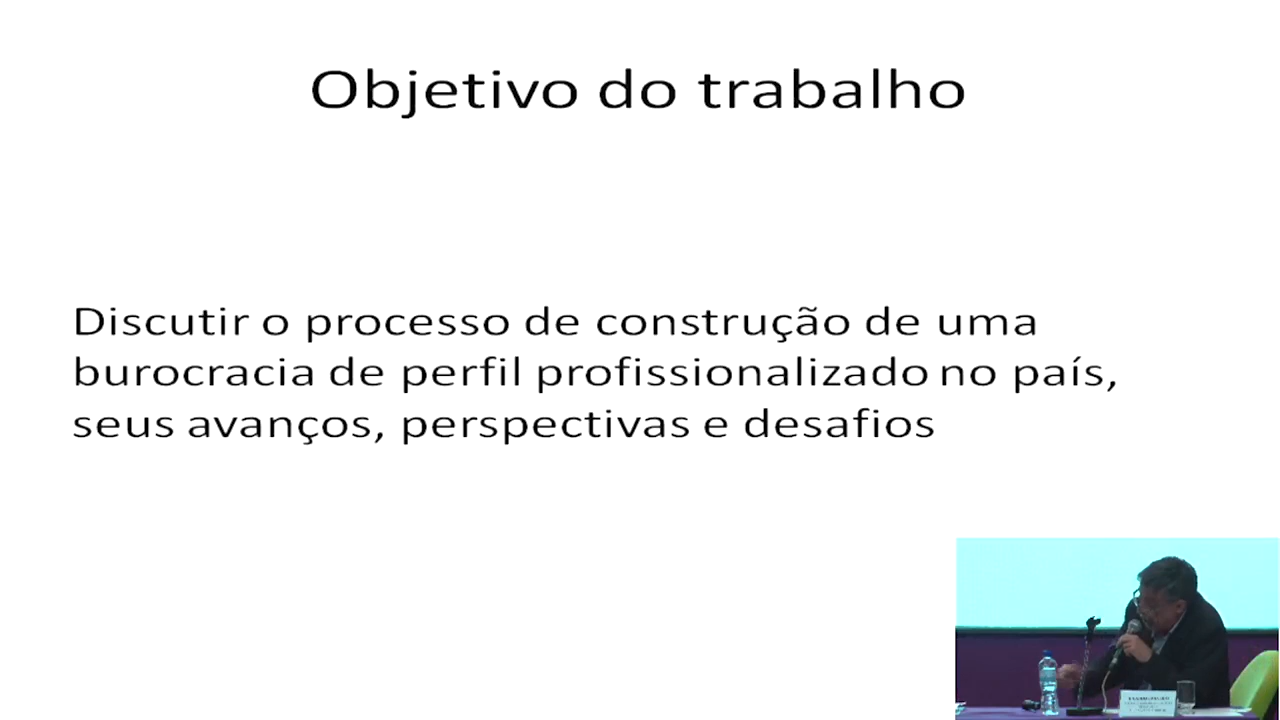 Objetivo do trabalho
Discutir o processo de construção de uma
burocracia de perfil profissionalizado no país,
seus avanços, perspectivas e desafios